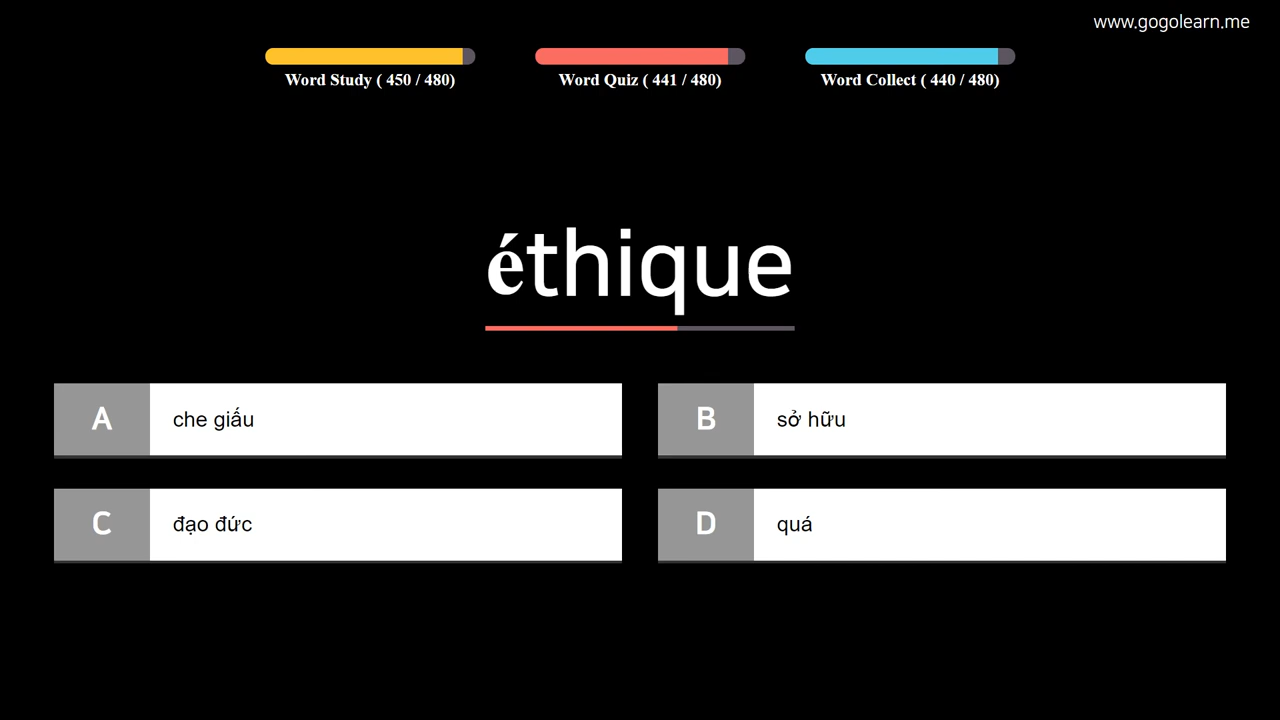 www.gogolearn.me
Word Study ( 450 / 480)
Word Quiz ( 441 / 480)
Word Collect ( 440 / 480)
éthique
A che giấu
B sở hữu
C đạo đức
D quá